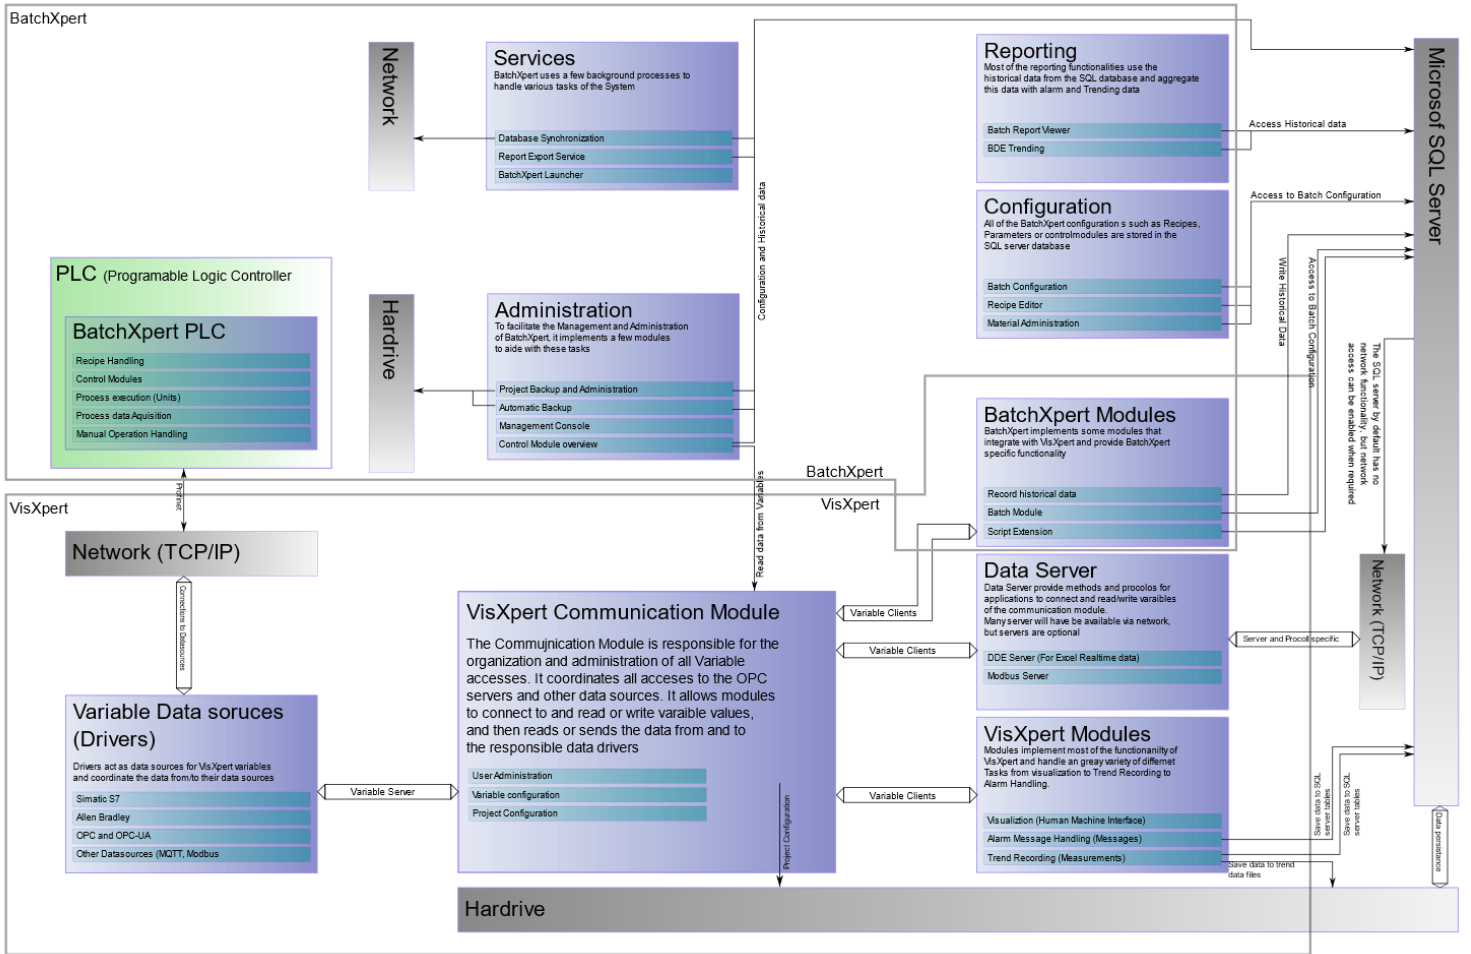 BatchXpert
Network
Services
BatchXpert uses a few background processes to
handle various tasks of the System
Database Synchronization
Report Export Service
BatchXpert Launcher
Reporting
Most of the reporting functionalities use the
historical data from the SQL database and aggregate
this data with alarm and Trending data
Batch Report Viewer
BDE Trending
Access Historical data
Microsof SQL Server
Configuration
All of the BatchXpert configuration s such as Recipes,
Parameters or controlmodules are stored in the
SQL server database
Batch Configuration
Recipe Editor
Material Administration
Access to Batch Configuration
Configuration and Historical data
Write Historical Data
Access to Batch Configuration
PLC (Programable Logic Controller
BatchXpert PLC
Recipe Handling
Control Modules
Process execution (Units)
Process data Aquisition
Manual Operation Handling
Hardrive
Administration
To facilitate the Management and Administration
of BatchXpert, it implements a few modules
to aide with these tasks
Project Backup and Administration
Automatic Backup
Management Console
Control Module overview
The SQL server by default has no
network functionality, but network
access can be enabled when required
BatchXpert Modules
BatchXpert implements some modules that
integrate with VisXpert and provide BatchXpert
specific functionality
Record historical data
Batch Module
Script Extension
BatchXpert
VisXpert
VisXpert
Profinet
Read data from Variables
Network (TCP/IP)
Connections to Datasources
VisXpert Communication Module
The Commujnication Module is responsible for the
organization and administration of all Variable
accesses. It coordinates all acceses to the OPC
servers and other data sources. It allows modules
to connect to and read or write varaible values,
and then reads or sends the data from and to
the responsible data drivers
User Administration
Variable configuration
Project Configuration
Project Configuration
Variable Clients
Variable Clients
Variable Clients
Data Server
Data Server provide methods and procolos for
applications to connect and read/write varaibles
of the communication module.
Many server will have be available via network,
but servers are optional
DDE Server (For Excel Realtime data)
Modbus Server
Server and Procoll specific
Network (TCP/IP)
Variable Data soruces
(Drivers)
Drivers act as data sources for VisXpert variables
and coordinate the data from/to their data sources
Simatic S7
Allen Bradley
OPC and OPC-UA
Other Datasources (MQTT, Modbus
Variable Server
VisXpert Modules
Modules implement most of the functionanilty of
VisXpert and handle an greay variety of differnet
Tasks from visualization to Trend Recording to
Alarm Handling.
Visualiztion (Human Machine Interface)
Alarm Message Handling (Messages)
Trend Recording (Measurements)
Save data to SQL
server tables
Save data to SQL
server tables
Save data to trend
data files
Data persistance
Hardrive